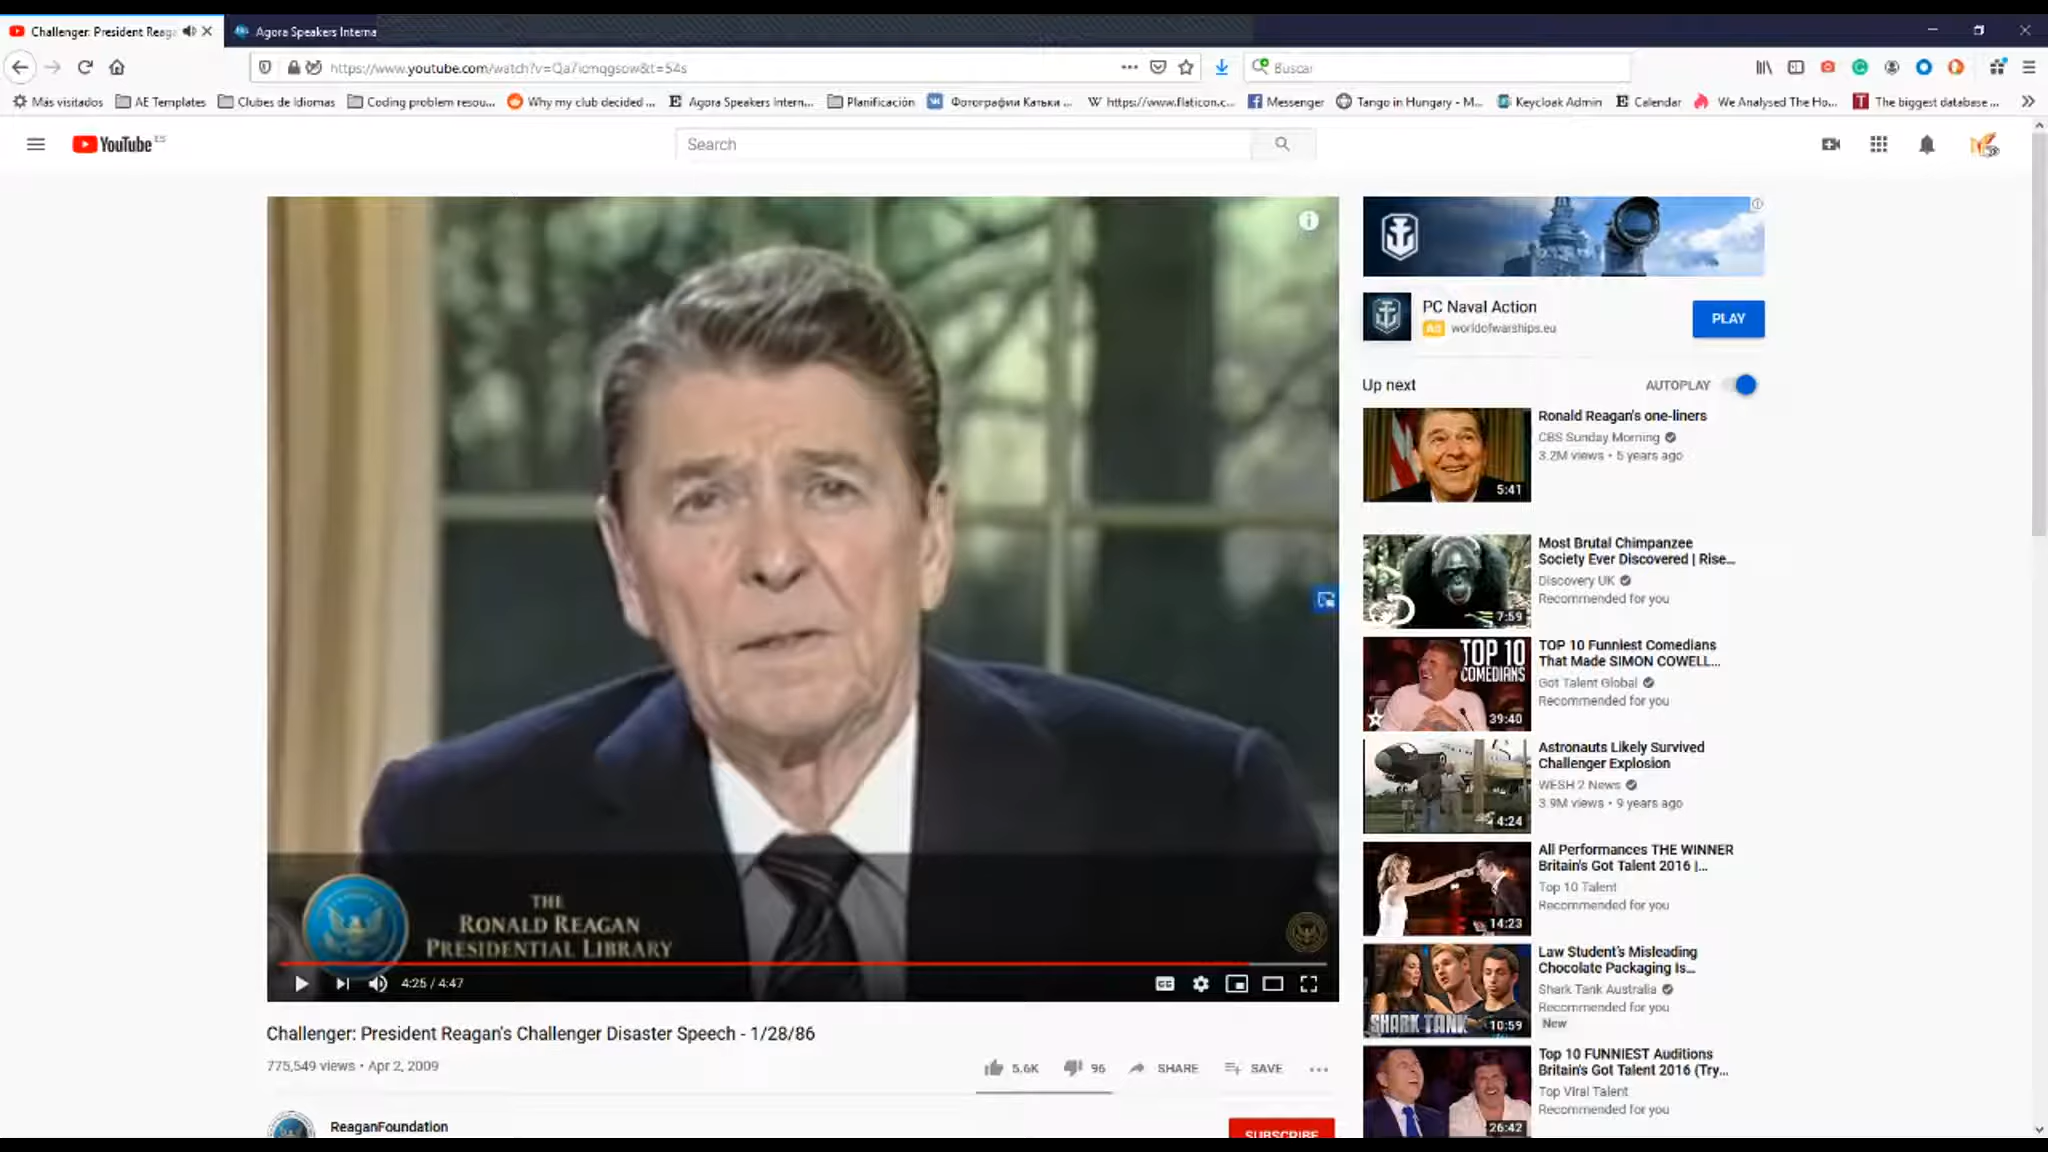 Challenger: President Reaga
Agora Speakers Interna
https://www.youtube.com/watch?v=Qa7icmqgsow&t=54s
Buscar
Más visitados
AE Templates
Clubes de Idiomas
Coding problem resou...
Why my club decided ...
Agora Speakers Intern...
Planificación
Фотографии Катьки ...
https://www.flaticon.c...
Messenger
Tango in Hungary - M...
Keycloak Admin
Calendar
We Analysed The Ho...
The biggest database ...
YouTube ES
Search
PC Naval Action
Ad worldofwarships.eu
PLAY
Up next
AUTOPLAY
Ronald Reagan's one-liners
CBS Sunday Morning
3.2M views • 5 years ago
5:41
Most Brutal Chimpanzee
Society Ever Discovered | Rise...
Discovery UK
Recommended for you
7:59
TOP 10
COMEDIANS
39:40
TOP 10 Funniest Comedians
That Made SIMON COWELL...
Got Talent Global
Recommended for you
Astronauts Likely Survived
Challenger Explosion
WESH 2 News
3.9M views • 9 years ago
4:24
All Performances THE WINNER
Britain's Got Talent 2016 |...
Top 10 Talent
Recommended for you
14:23
Law Student's Misleading
Chocolate Packaging Is...
Shark Tank Australia
Recommended for you
New
SHARK TANK
10:59
Top 10 FUNNIEST Auditions
Britain's Got Talent 2016 (Try...
Top Viral Talent
Recommended for you
26:42
THE
RONALD REAGAN
PRESIDENTIAL LIBRARY
4:25 / 4:47
CC
Challenger: President Reagan's Challenger Disaster Speech - 1/28/86
775,549 views • Apr 2, 2009
5.6K
96
SHARE
SAVE
ReaganFoundation
SUBSCRIBE